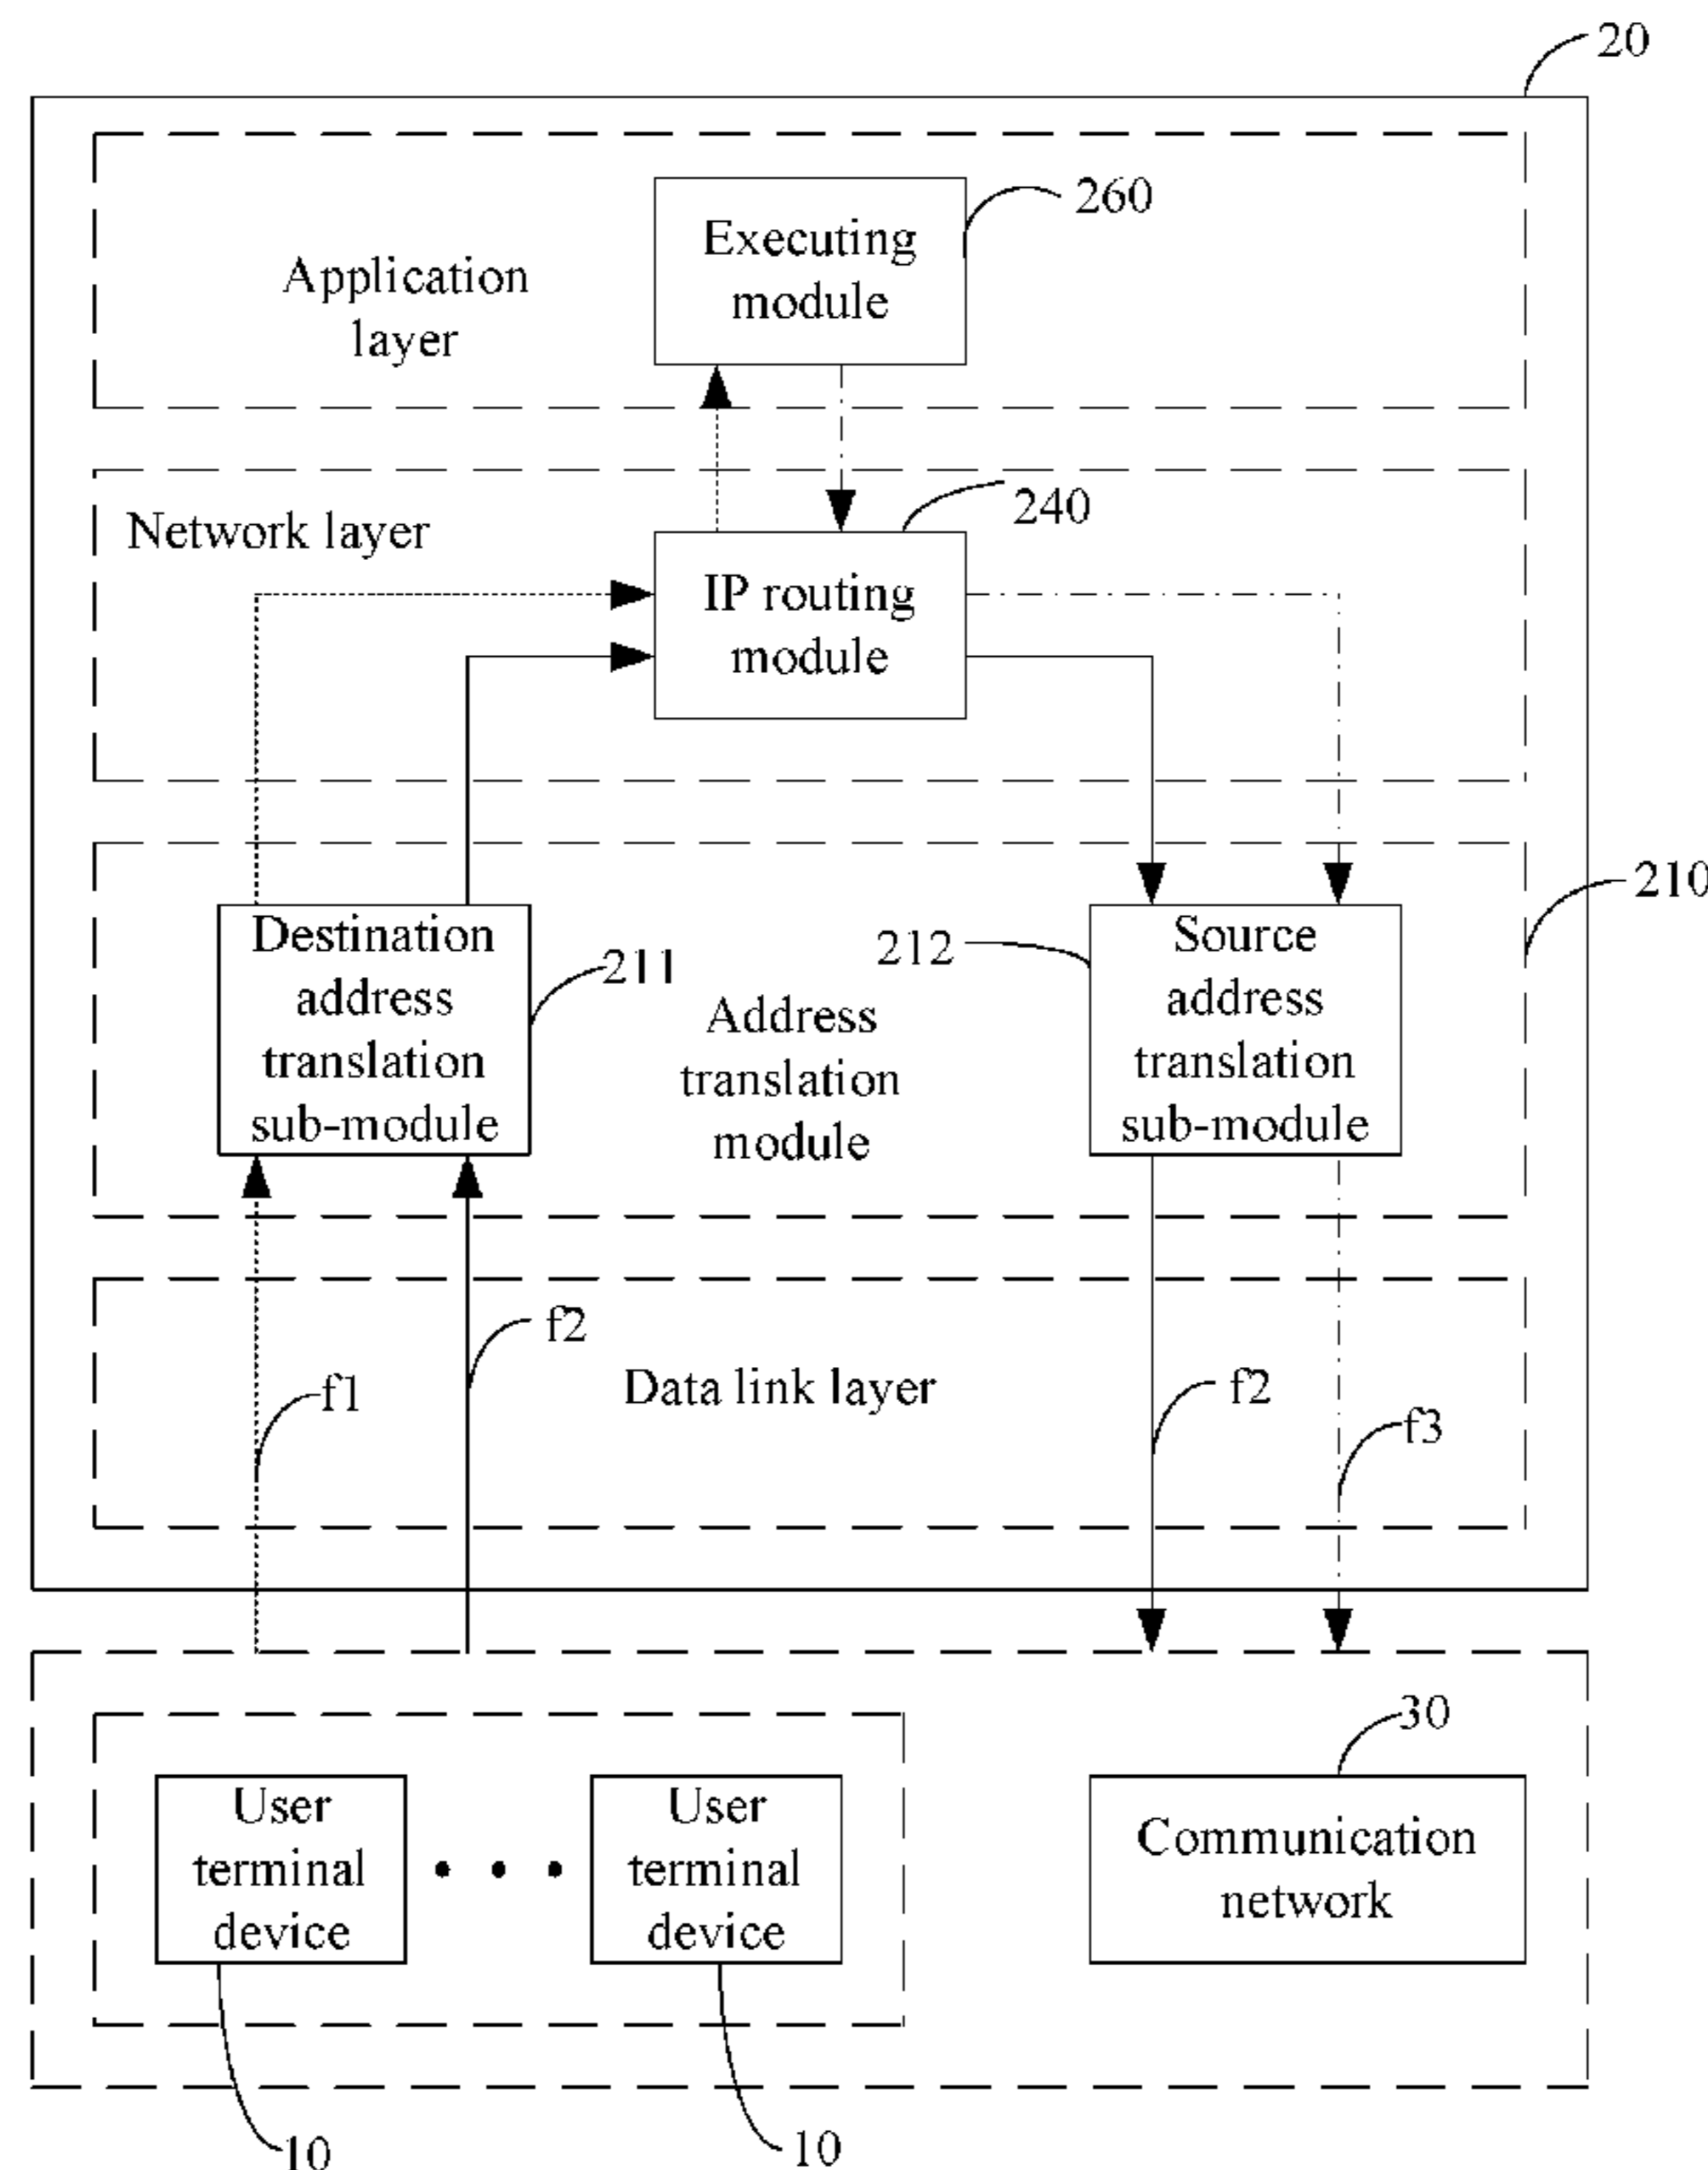 20
260
Executing
module
Application
layer
240
Network layer
IP routing
module
210
Destination
address
translation
sub-module
211
212
Source
address
translation
sub-module
Address
translation
module
f2
f1
Data link layer
f2
f3
30
User
terminal
device
User
terminal
device
Communication
network
10
10